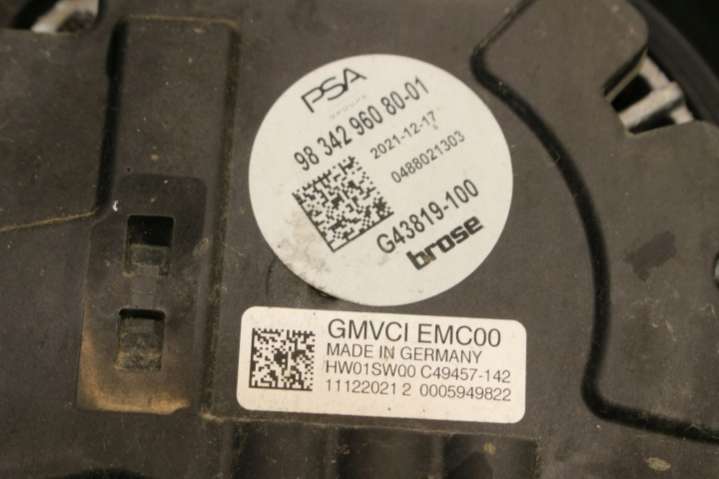 PSA
GROUPE
98 342 960 80-01
2021-12-17
0488021303
G43819-100
brose
GMVCI EMC00
MADE IN GERMANY
HW01SW00 C49457-142
11122021 2 0005949822